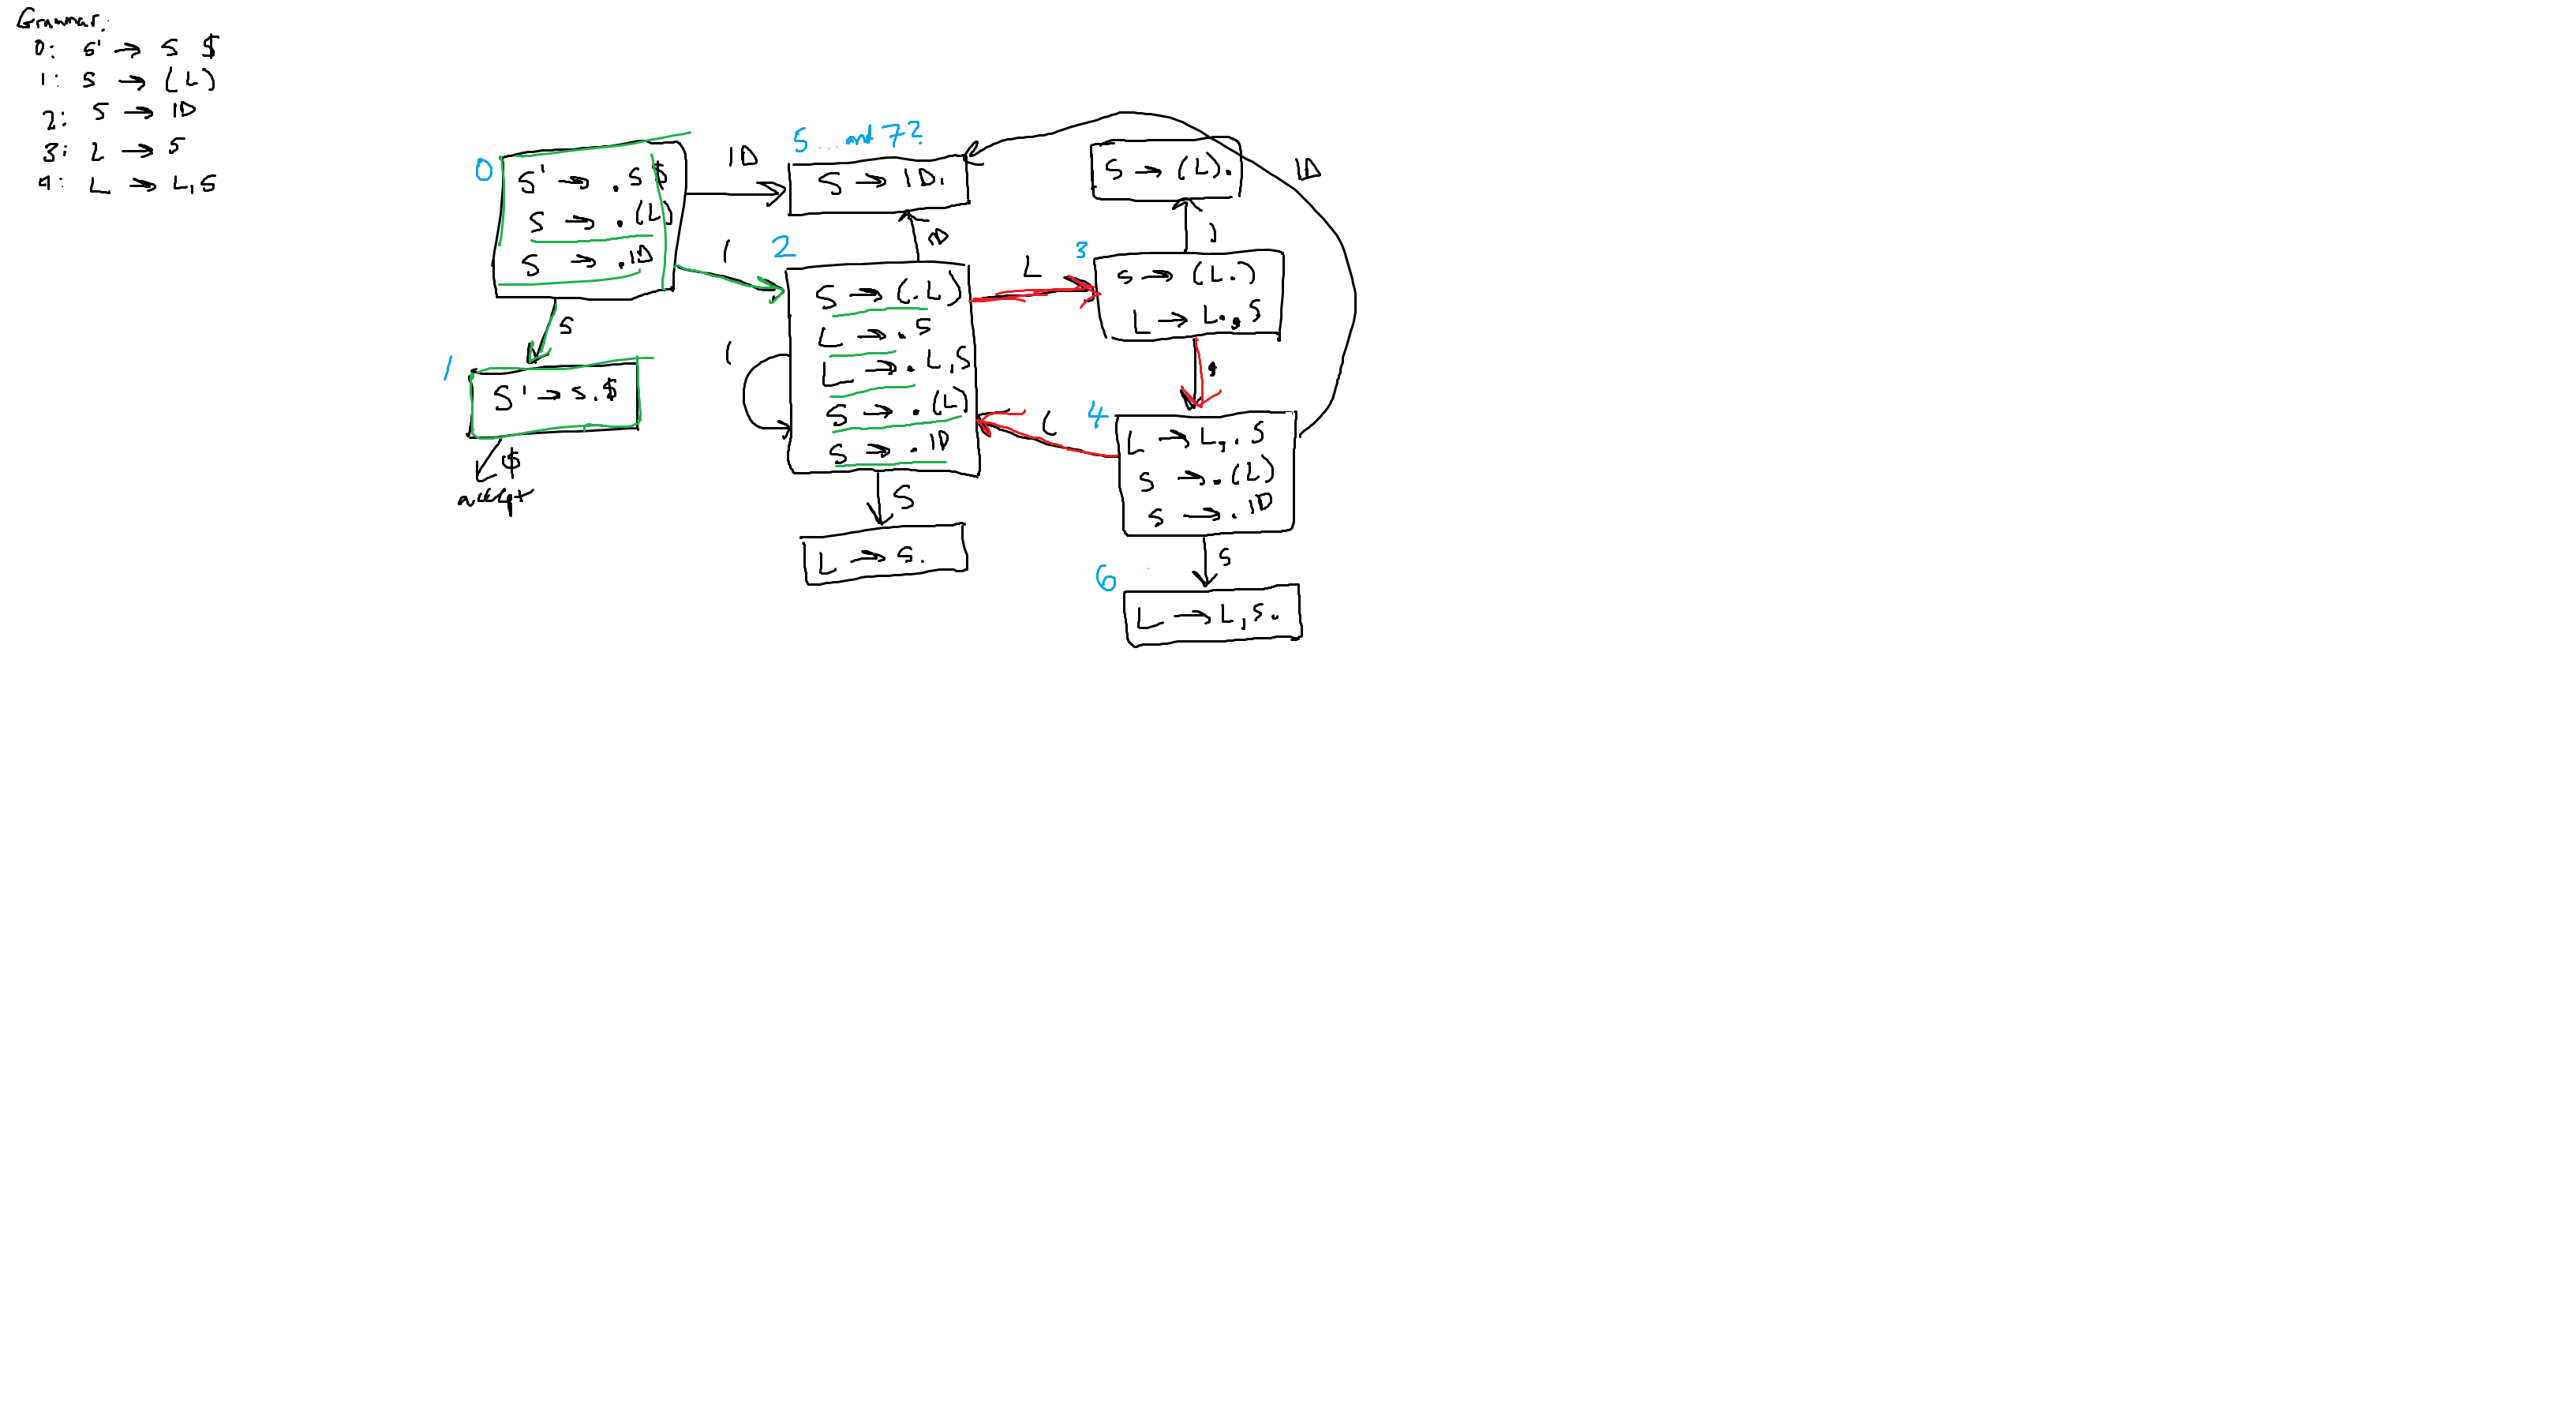 Grammar:
0: S' → S $
1: S → (L)
2: S → ID
3: L → S
4: L → L,S
5 ... and 7?
0
S' → .S$
S → .(L)
S → .ID
ID
S → ID.
S → (L).
ID
(
2
ID
)
3
S → (.L)
L → .S
L → .L,S
S → .(L)
S → .ID
L
S → (L.)
L → L.,S
S
(
,
1
S' → S.$
$
accept
(
4
L → L,.S
S → .(L)
S → .ID
S
L → S.
S
6
L → L,S.